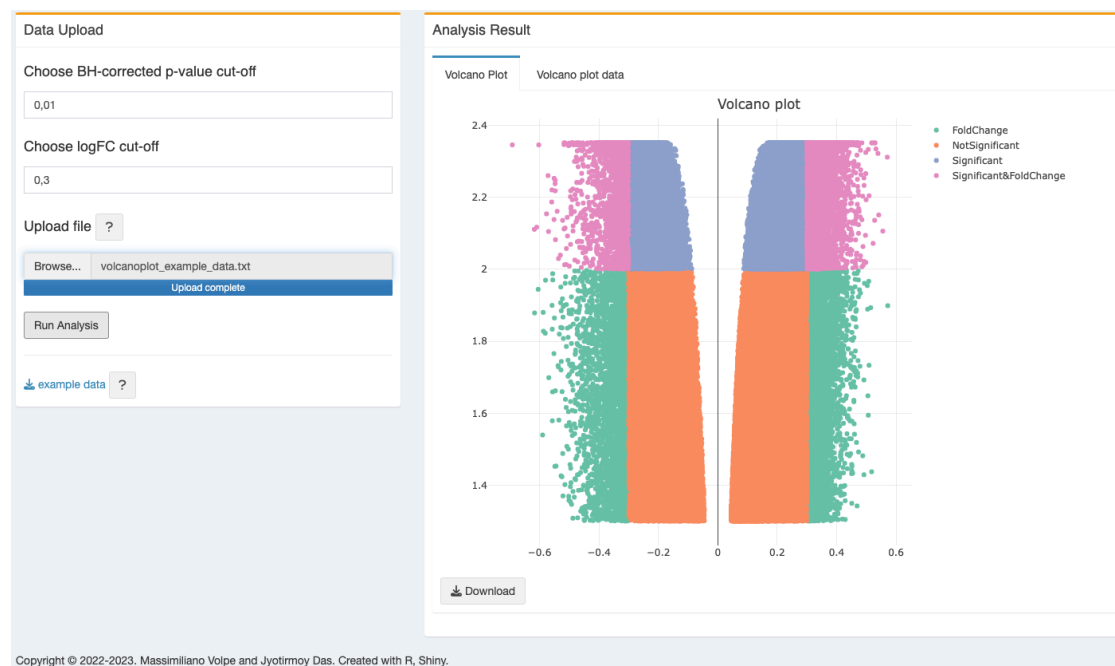 Data Upload
Choose BH-corrected p-value cut-off
0,01
Choose logFC cut-off
0,3
Upload file ?
Browse... volcanoplot_example_data.txt
Upload complete
Run Analysis
example data ?
Analysis Result
Volcano Plot Volcano plot data
Volcano plot
2.4
2.2
2
1.8
1.6
1.4
−0.6 −0.4 −0.2 0 0.2 0.4 0.6
FoldChange
NotSignificant
Significant
Significant&FoldChange
Download
Copyright © 2022-2023. Massimiliano Volpe and Jyotirmoy Das. Created with R, Shiny.